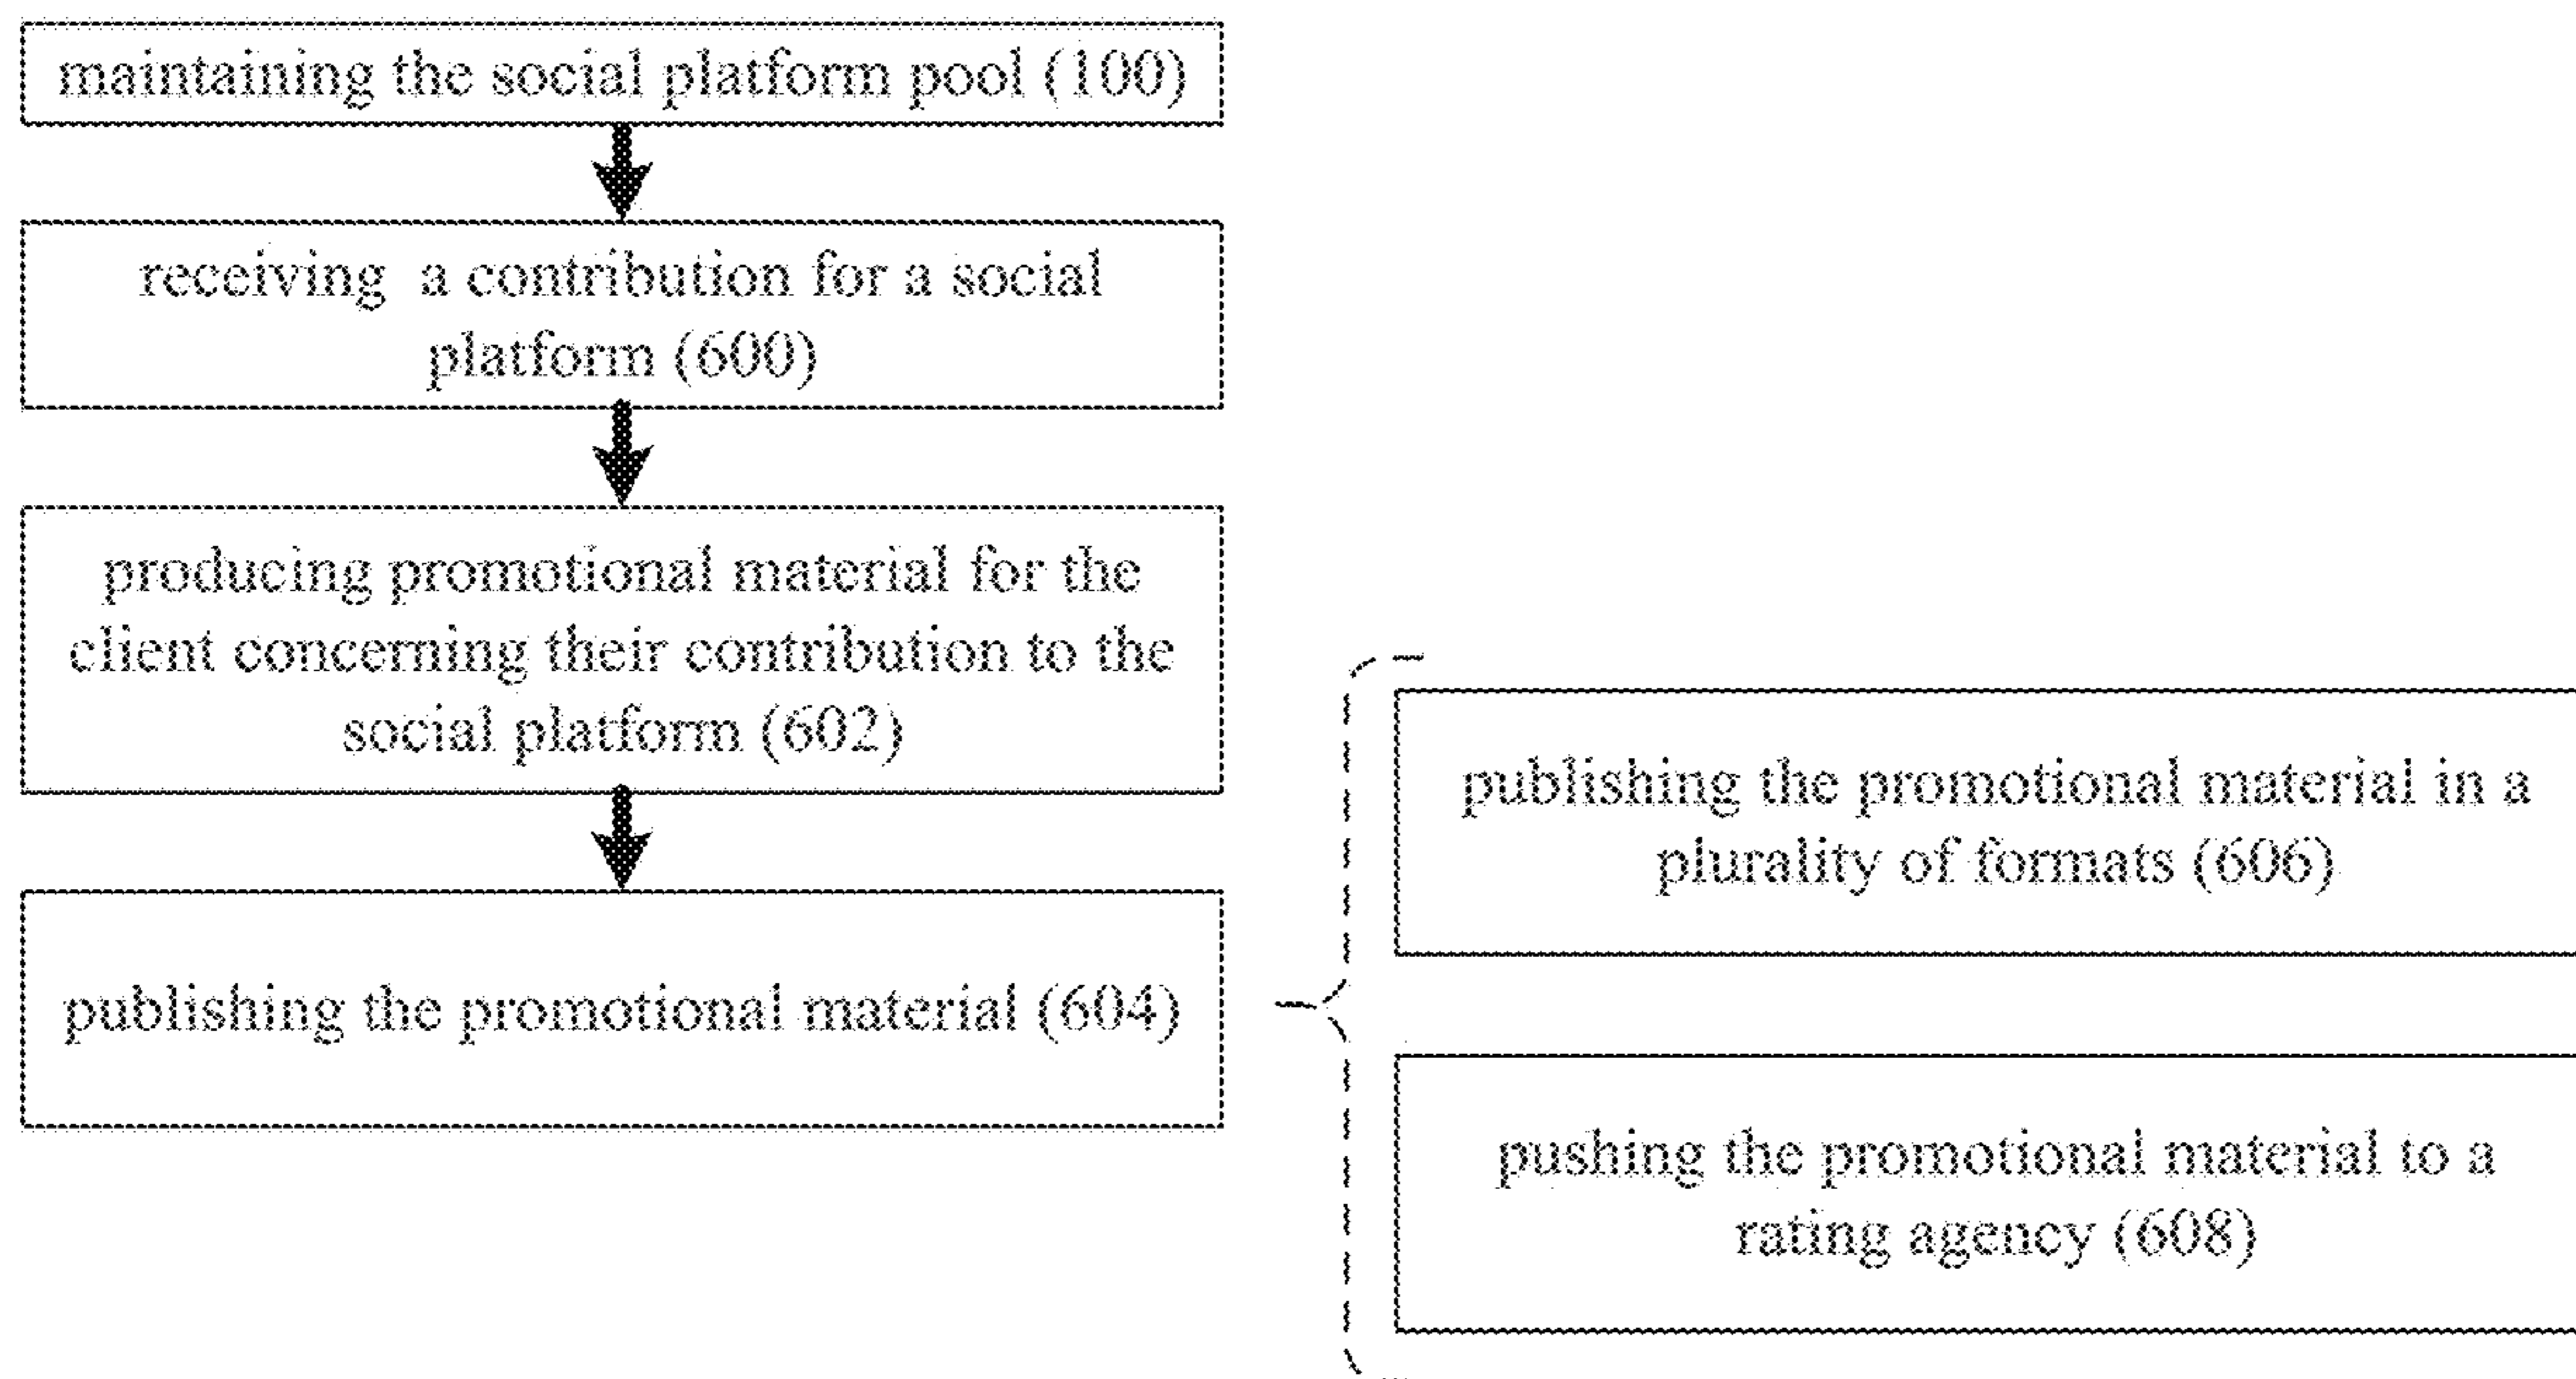 maintaining the social platform pool (100)
receiving a contribution for a social
platform (600)
producing promotional material for the
client concerning their contribution to the
social platform (602)
publishing the promotional material (604)
publishing the promotional material in a
plurality of formats (606)
pushing the promotional material to a
rating agency (608)